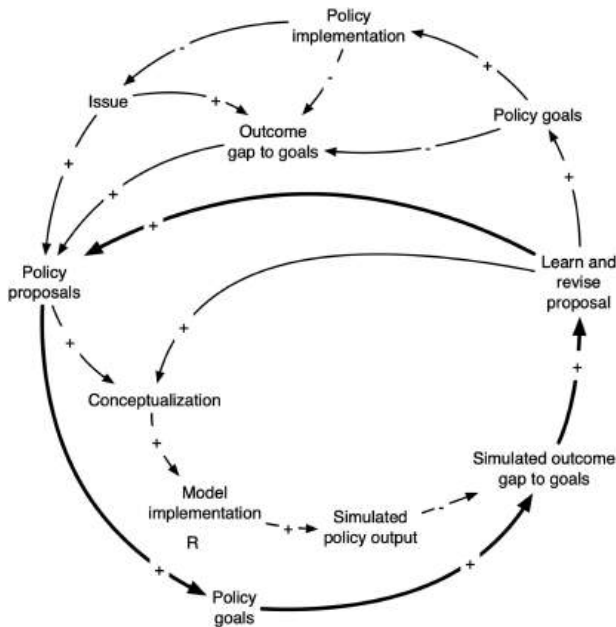 Policy
implementation
-
-
+
Issue
+
Policy goals
Outcome
gap to goals
-
+
+
+
+
Learn and
revise
proposal
Policy
proposals
+
+
+
Conceptualization
+
Simulated outcome
gap to goals
Model
implementation
-
Simulated
policy output
+
R
+
+
Policy
goals